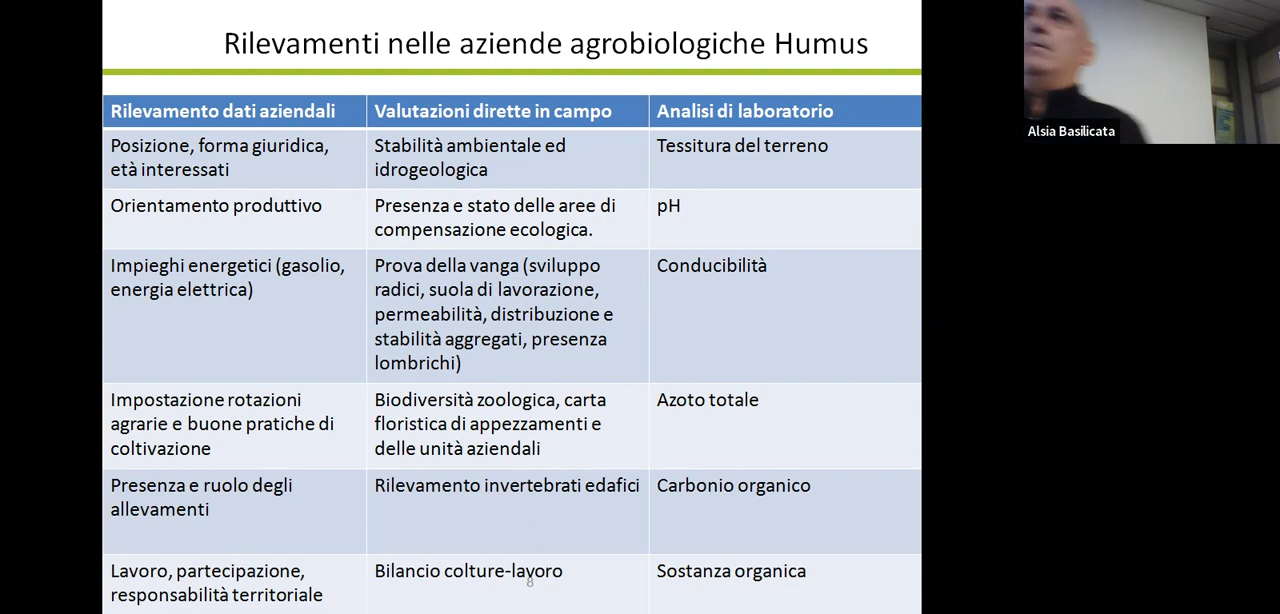 Rilevamenti nelle aziende agrobiologiche Humus
Alsia Basilicata
Rilevamento dati aziendali
Valutazioni dirette in campo
Analisi di laboratorio
Posizione, forma giuridica,
età interessati
Stabilità ambientale ed
idrogeologica
Tessitura del terreno
Orientamento produttivo
Presenza e stato delle aree di
compensazione ecologica.
pH
Impieghi energetici (gasolio,
energia elettrica)
Prova della vanga (sviluppo
radici, suola di lavorazione,
permeabilità, distribuzione e
stabilità aggregati, presenza
lombrichi)
Conducibilità
Impostazione rotazioni
agrarie e buone pratiche di
coltivazione
Biodiversità zoologica, carta
floristica di appezzamenti e
delle unità aziendali
Azoto totale
Presenza e ruolo degli
allevamenti
Rilevamento invertebrati edafici
Carbonio organico
Lavoro, partecipazione,
responsabilità territoriale
Bilancio colture-lavoro
Sostanza organica
8